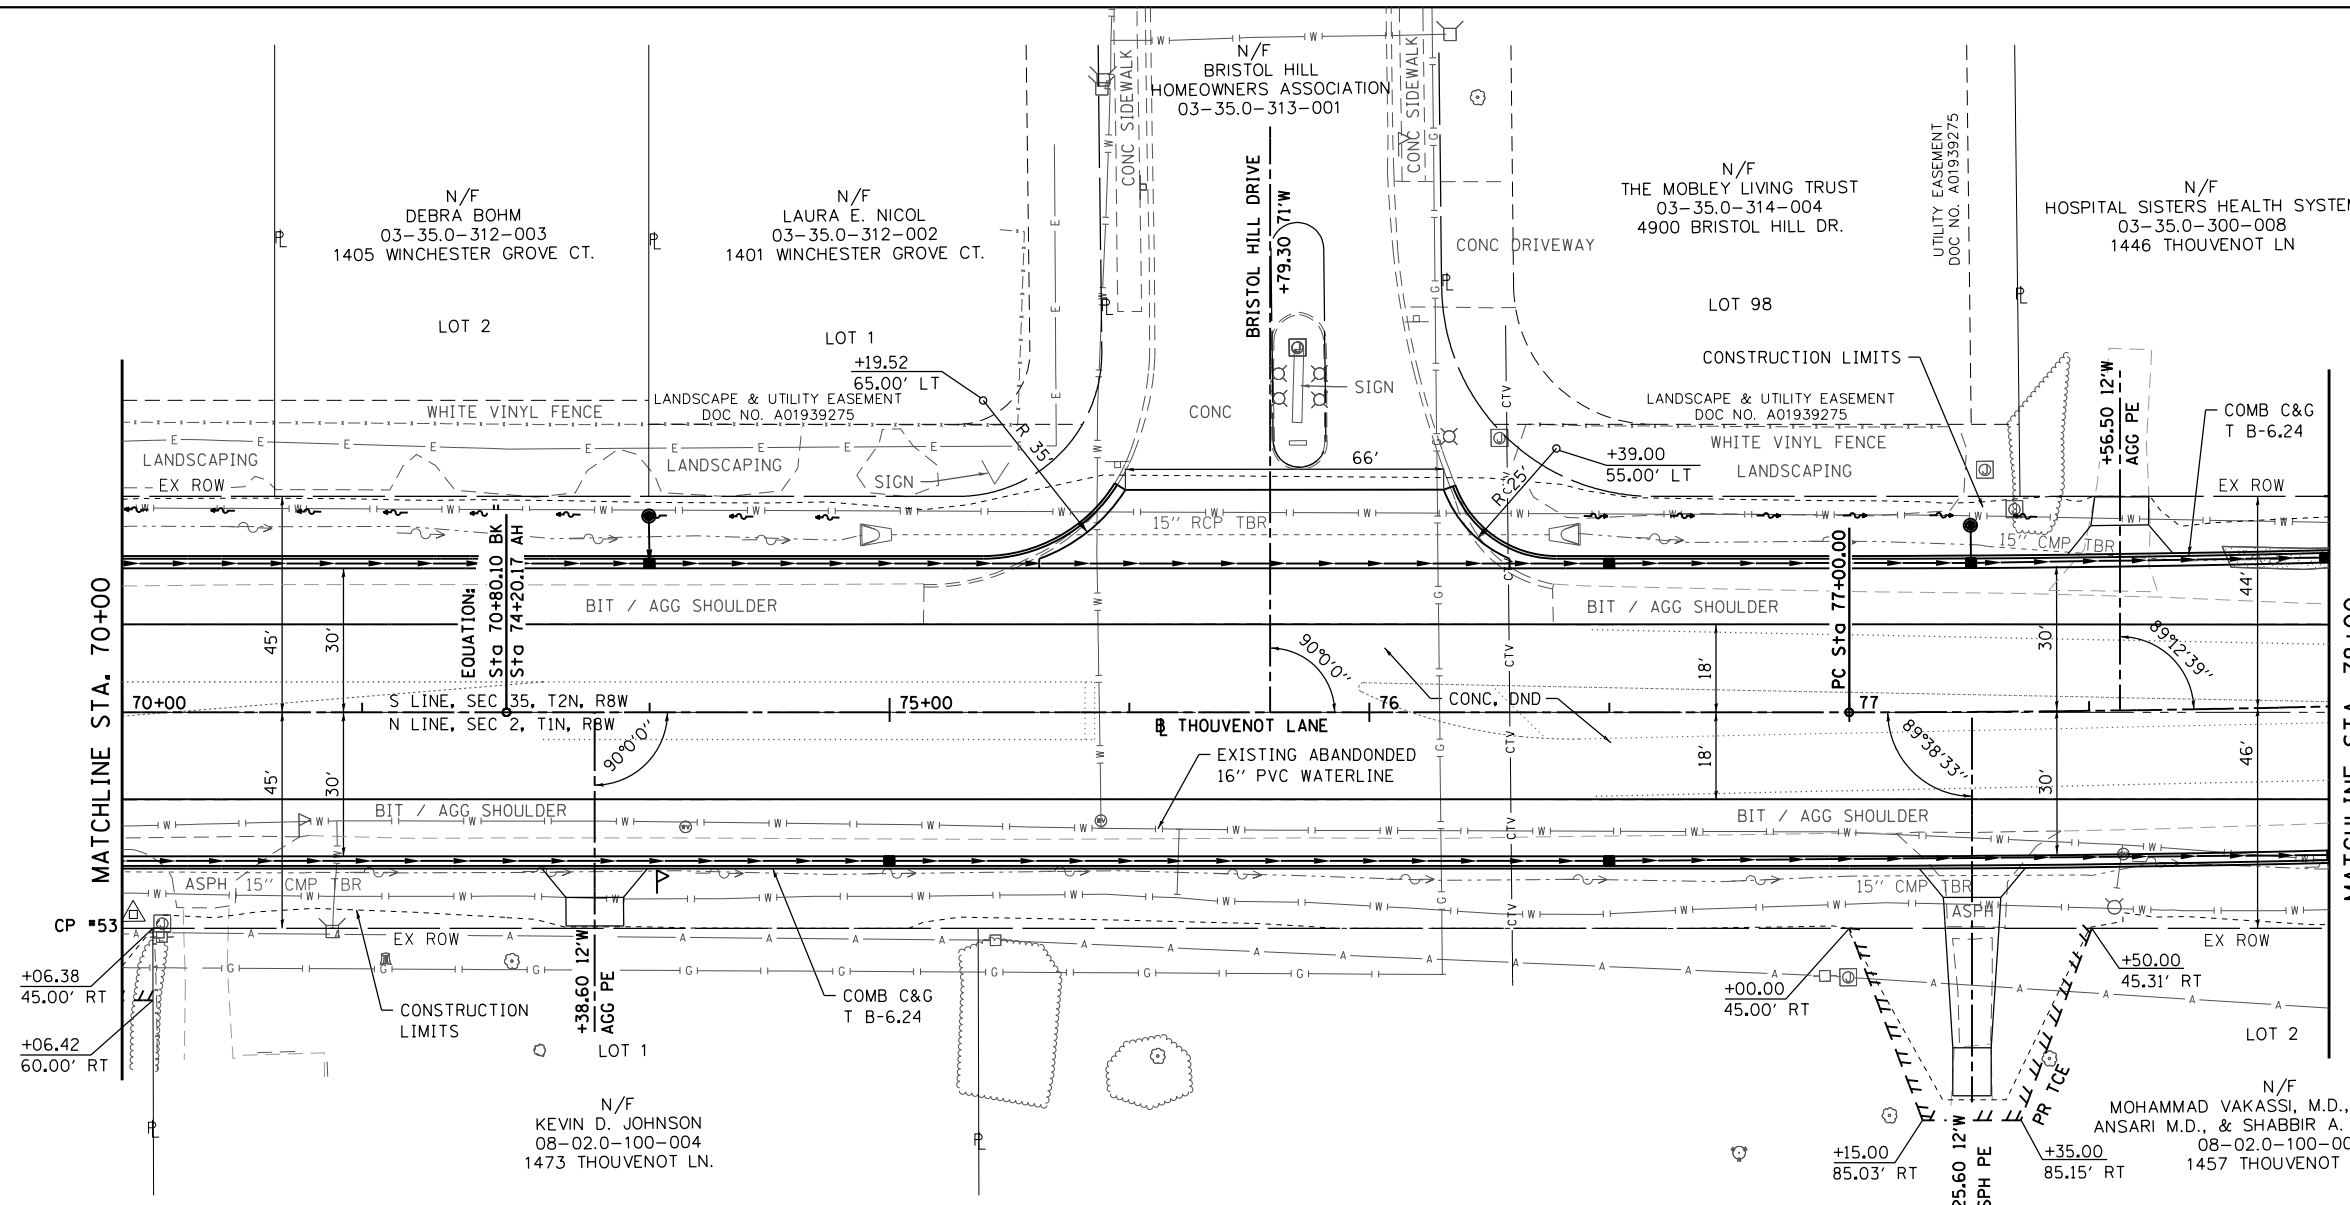 N/F
BRISTOL HILL
HOMEOWNERS ASSOCIATION
03-35.0-313-001
CONC SIDEWALK
CONC SIDEWALK
BRISTOL HILL DRIVE
+79.30 71'W
N/F
DEBRA BOHM
03-35.0-312-003
1405 WINCHESTER GROVE CT.
LOT 2
N/F
LAURA E. NICOL
03-35.0-312-002
1401 WINCHESTER GROVE CT.
LOT 1
N/F
THE MOBLEY LIVING TRUST
03-35.0-314-004
4900 BRISTOL HILL DR.
CONC DRIVEWAY
LOT 98
UTILITY EASEMENT
DOC NO. A01939275
N/F
HOSPITAL SISTERS HEALTH SYSTEM
03-35.0-300-008
1446 THOUVENOT LN
CONSTRUCTION LIMITS
+19.52
65.00' LT
R 35'
WHITE VINYL FENCE
LANDSCAPE & UTILITY EASEMENT
DOC NO. A01939275
LANDSCAPING
LANDSCAPING
SIGN
EX ROW
CONC
SIGN
66'
R 25'
+39.00
55.00' LT
LANDSCAPE & UTILITY EASEMENT
DOC NO. A01939275
WHITE VINYL FENCE
LANDSCAPING
+56.50 12'W
AGG PE
COMB C&G
T B-6.24
EX ROW
15" RCP TBR
15" CMP TBR
MATCHLINE STA. 70+00
45'
30'
EQUATION:
Sta 70+80.10 BK
Sta 74+20.17 AH
BIT / AGG SHOULDER
BIT / AGG SHOULDER
PC Sta 77+00.00
18'
30'
44'
89°12'39"
90°0'0"
CONC, DND
70+00
S LINE, SEC 35, T2N, R8W
N LINE, SEC 2, T1N, R8W
75+00
76
77
℄ THOUVENOT LANE
90°0'0"
EXISTING ABANDONDED
16" PVC WATERLINE
45'
30'
18'
89°38'33"
30'
46'
BIT / AGG SHOULDER
BIT / AGG SHOULDER
ASPH
15" CMP TBR
15" CMP TBR
ASPH
CP #53
EX ROW
EX ROW
+06.38
45.00' RT
+06.42
60.00' RT
CONSTRUCTION
LIMITS
+38.60 12'W
AGG PE
COMB C&G
T B-6.24
LOT 1
N/F
KEVIN D. JOHNSON
08-02.0-100-004
1473 THOUVENOT LN.
+00.00
45.00' RT
+50.00
45.31' RT
PR TCE
+15.00
85.03' RT
+35.00
85.15' RT
25.60 12'W
LOT 2
N/F
MOHAMMAD VAKASSI, M.D.,
ANSARI M.D., & SHABBIR A.
08-02.0-100-00
1457 THOUVENOT